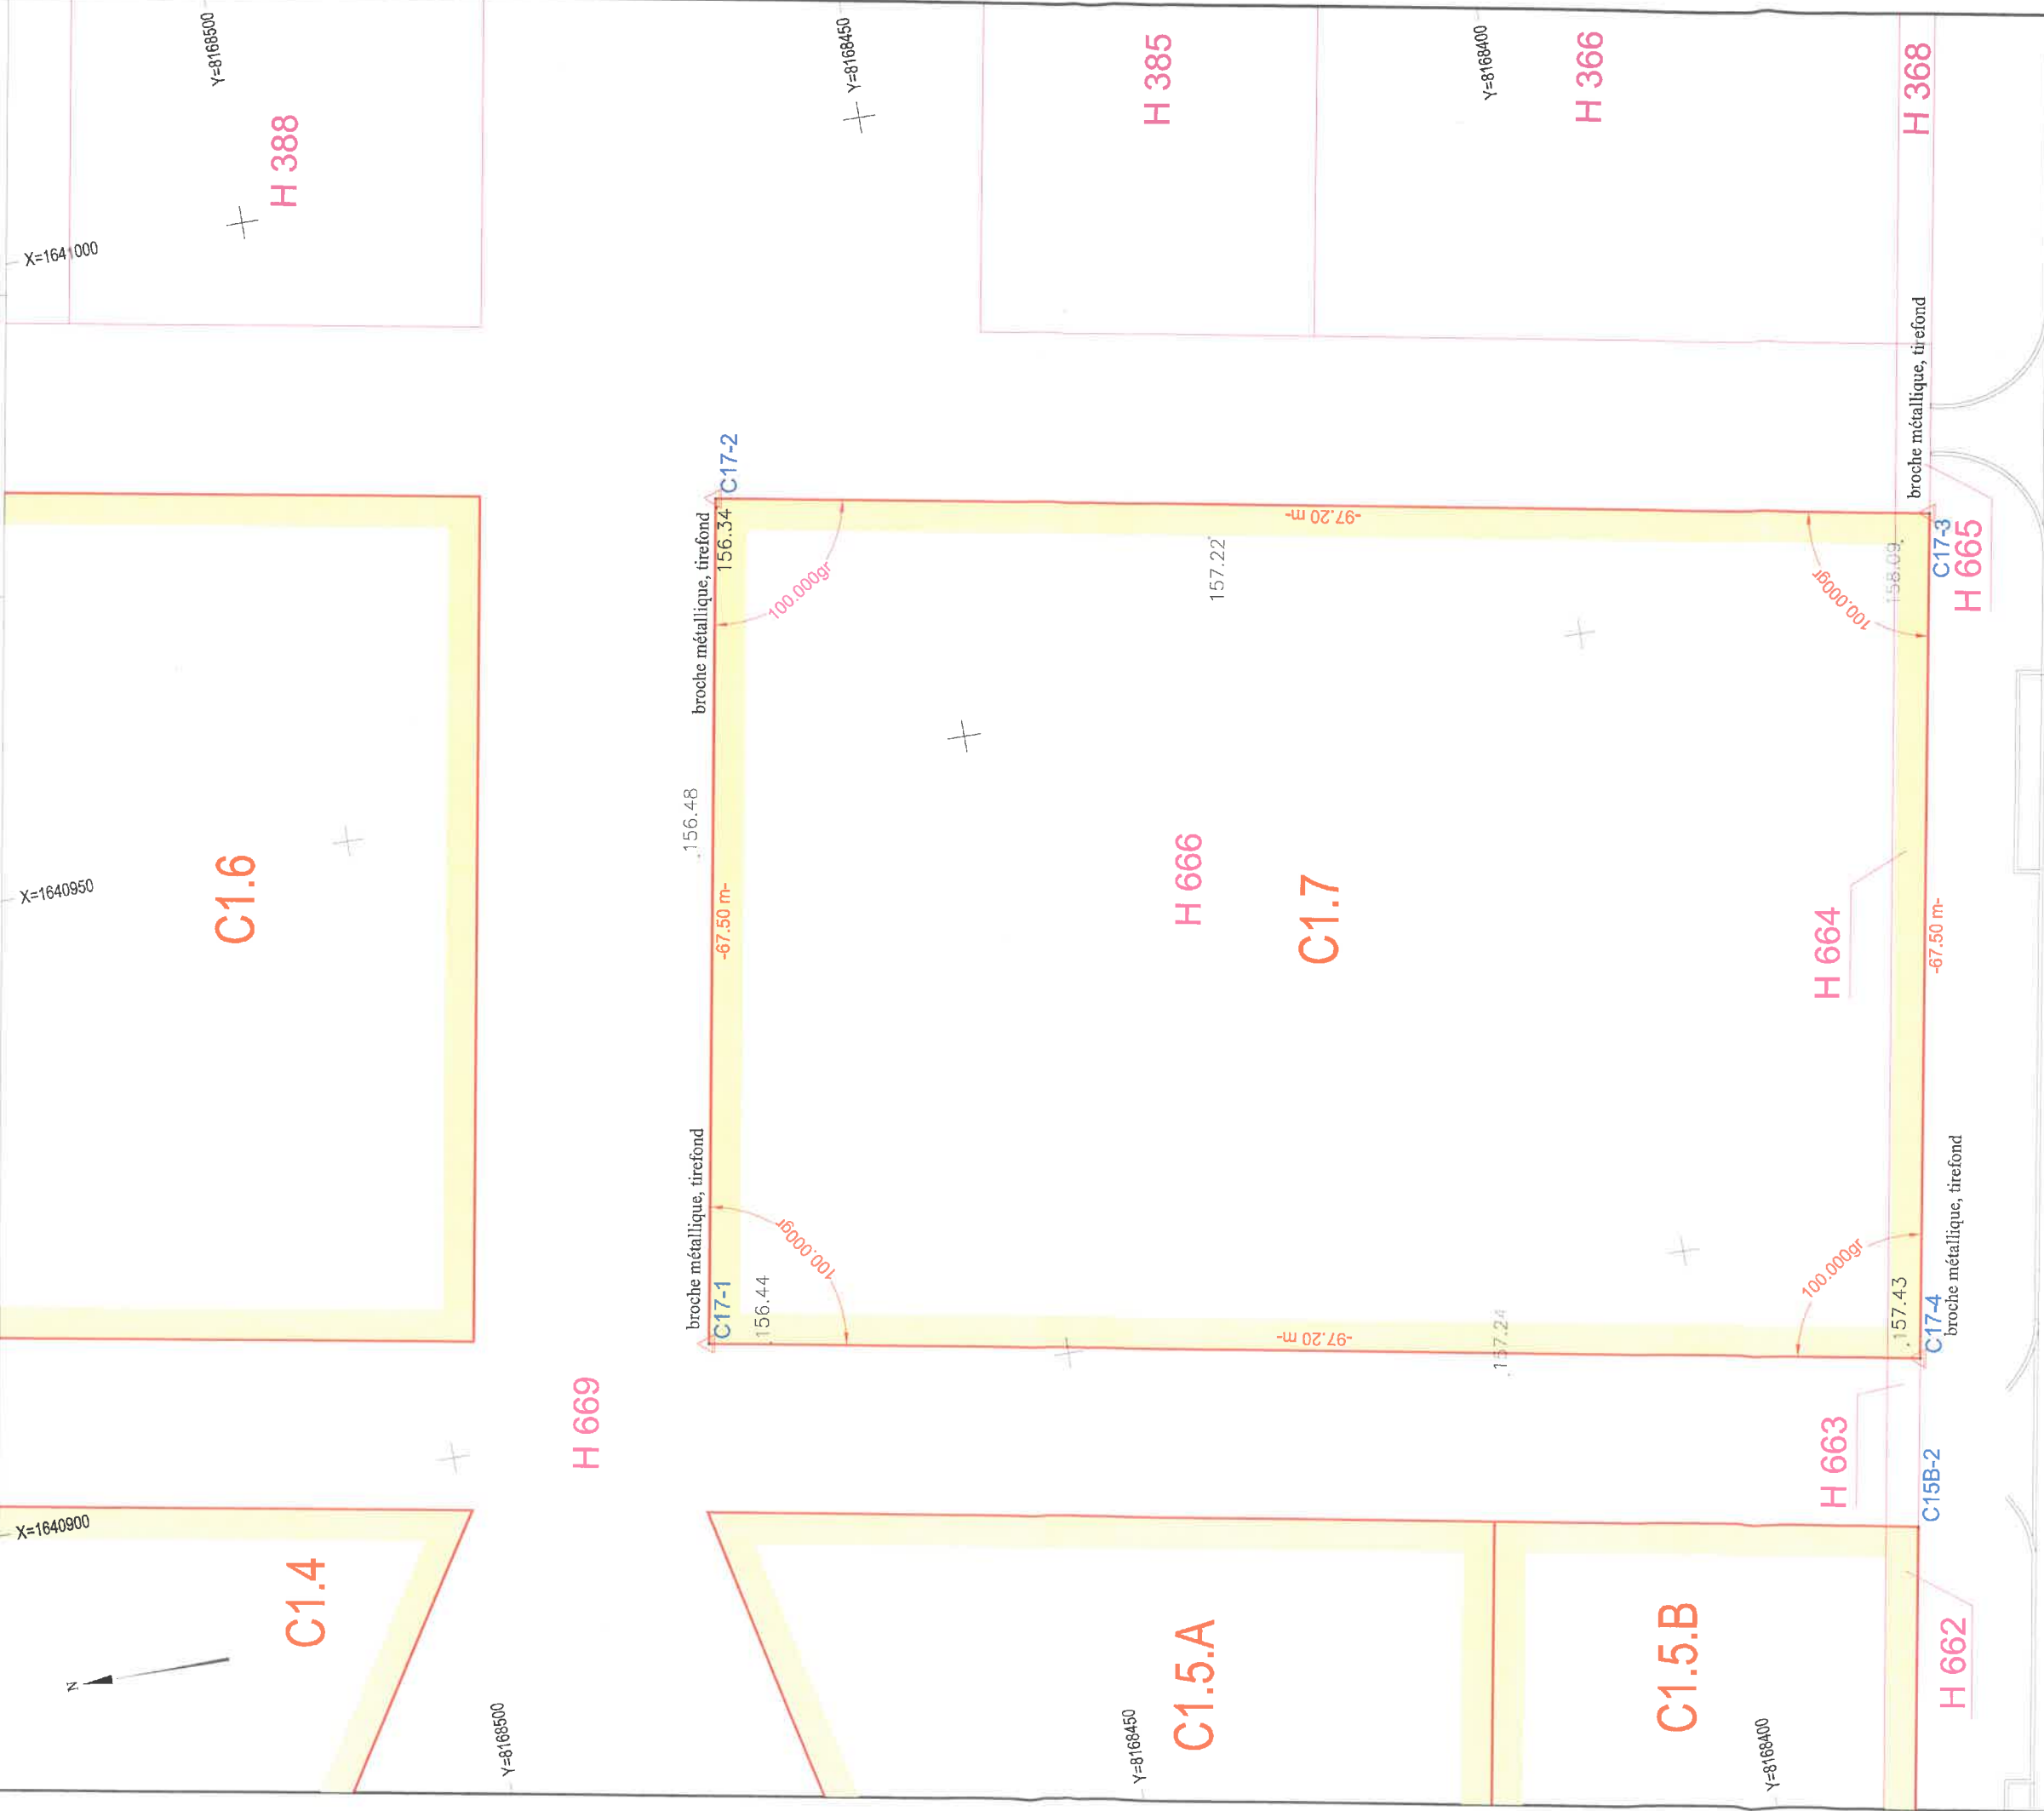 Y=8168500
Y=8168450
Y=8168400
H 388
H 385
H 366
H 368
X=1641000
C17-2
broche métallique, tirefond
156.34
100.000gr
-97.20 m-
157.22
broche métallique, tirefond
158.09
C17-3
H 665
100.000gr
C1.6
X=1640950
.156.48
-67.50 m-
H 666
C1.7
H 664
-67.50 m-
broche métallique, tirefond
C17-1
156.44
100.000gr
-97.20 m-
.157.24
100.000gr
.157.43
C17-4
broche métallique, tirefond
H 669
H 663
C15B-2
X=1640900
C1.4
C1.5.A
C1.5.B
H 662
N
Y=8168500
Y=8168450
Y=8168400